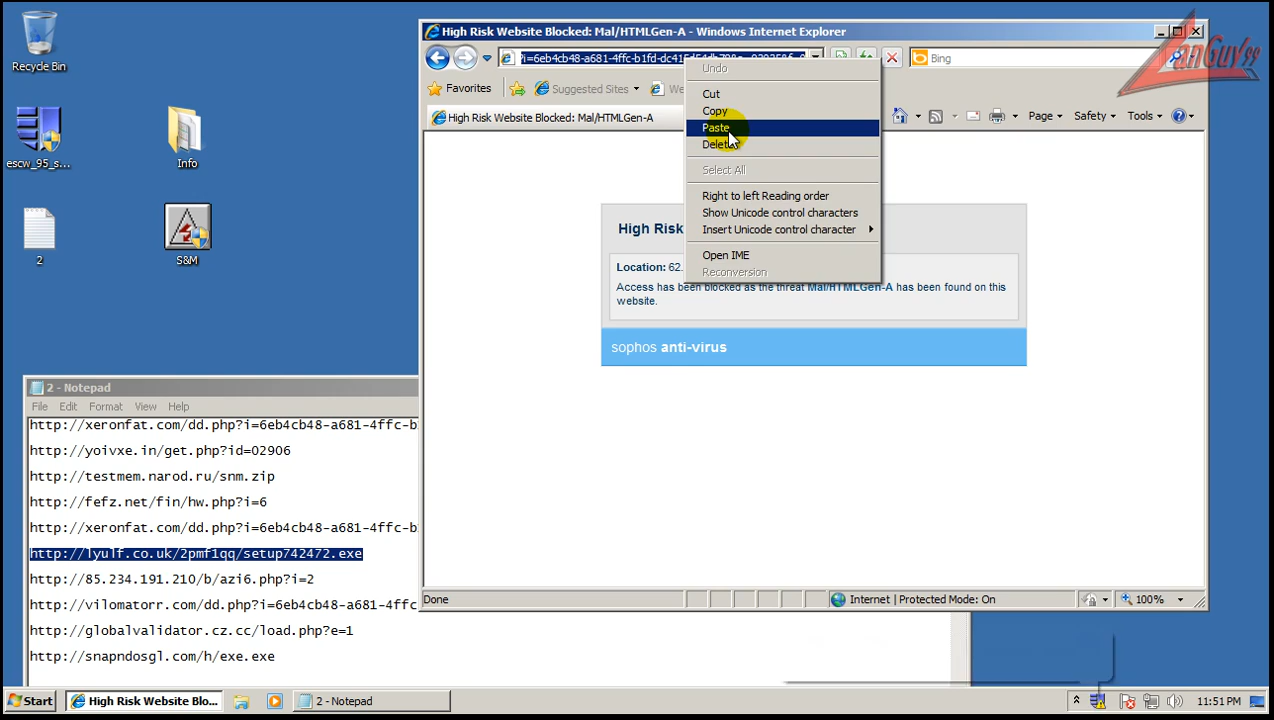 Recycle Bin
escw_95_s...
Info
2
S&M
High Risk Website Blocked: Mal/HTMLGen-A - Windows Internet Explorer
Bing
Favorites
Suggested Sites
High Risk Website Blocked: Mal/HTMLGen-A
Page
Safety
Tools
Undo
Cut
Copy
Paste
Delete
Select All
Right to left Reading order
Show Unicode control characters
Insert Unicode control character
Open IME
Reconversion
High Risk
Location: 62.
Access has been blocked as the threat Mal/HTMLGen-A has been found on this
website.
sophos anti-virus
Done
Internet | Protected Mode: On
100%
2 - Notepad
File Edit Format View Help
http://xeronfat.com/dd.php?i=6eb4cb48-a681-4ffc-b
http://yoivxe.in/get.php?id=02906
http://testmem.narod.ru/snm.zip
http://fefz.net/fin/hw.php?i=6
http://xeronfat.com/dd.php?i=6eb4cb48-a681-4ffc-b
http://lyulf.co.uk/2pmf1qq/setup742472.exe
http://85.234.191.210/b/azi6.php?i=2
http://vilomatorr.com/dd.php?i=6eb4cb48-a681-4ffc
http://globalvalidator.cz.cc/load.php?e=1
http://snapndosgl.com/h/exe.exe
Start
High Risk Website Blo...
2 - Notepad
11:51 PM